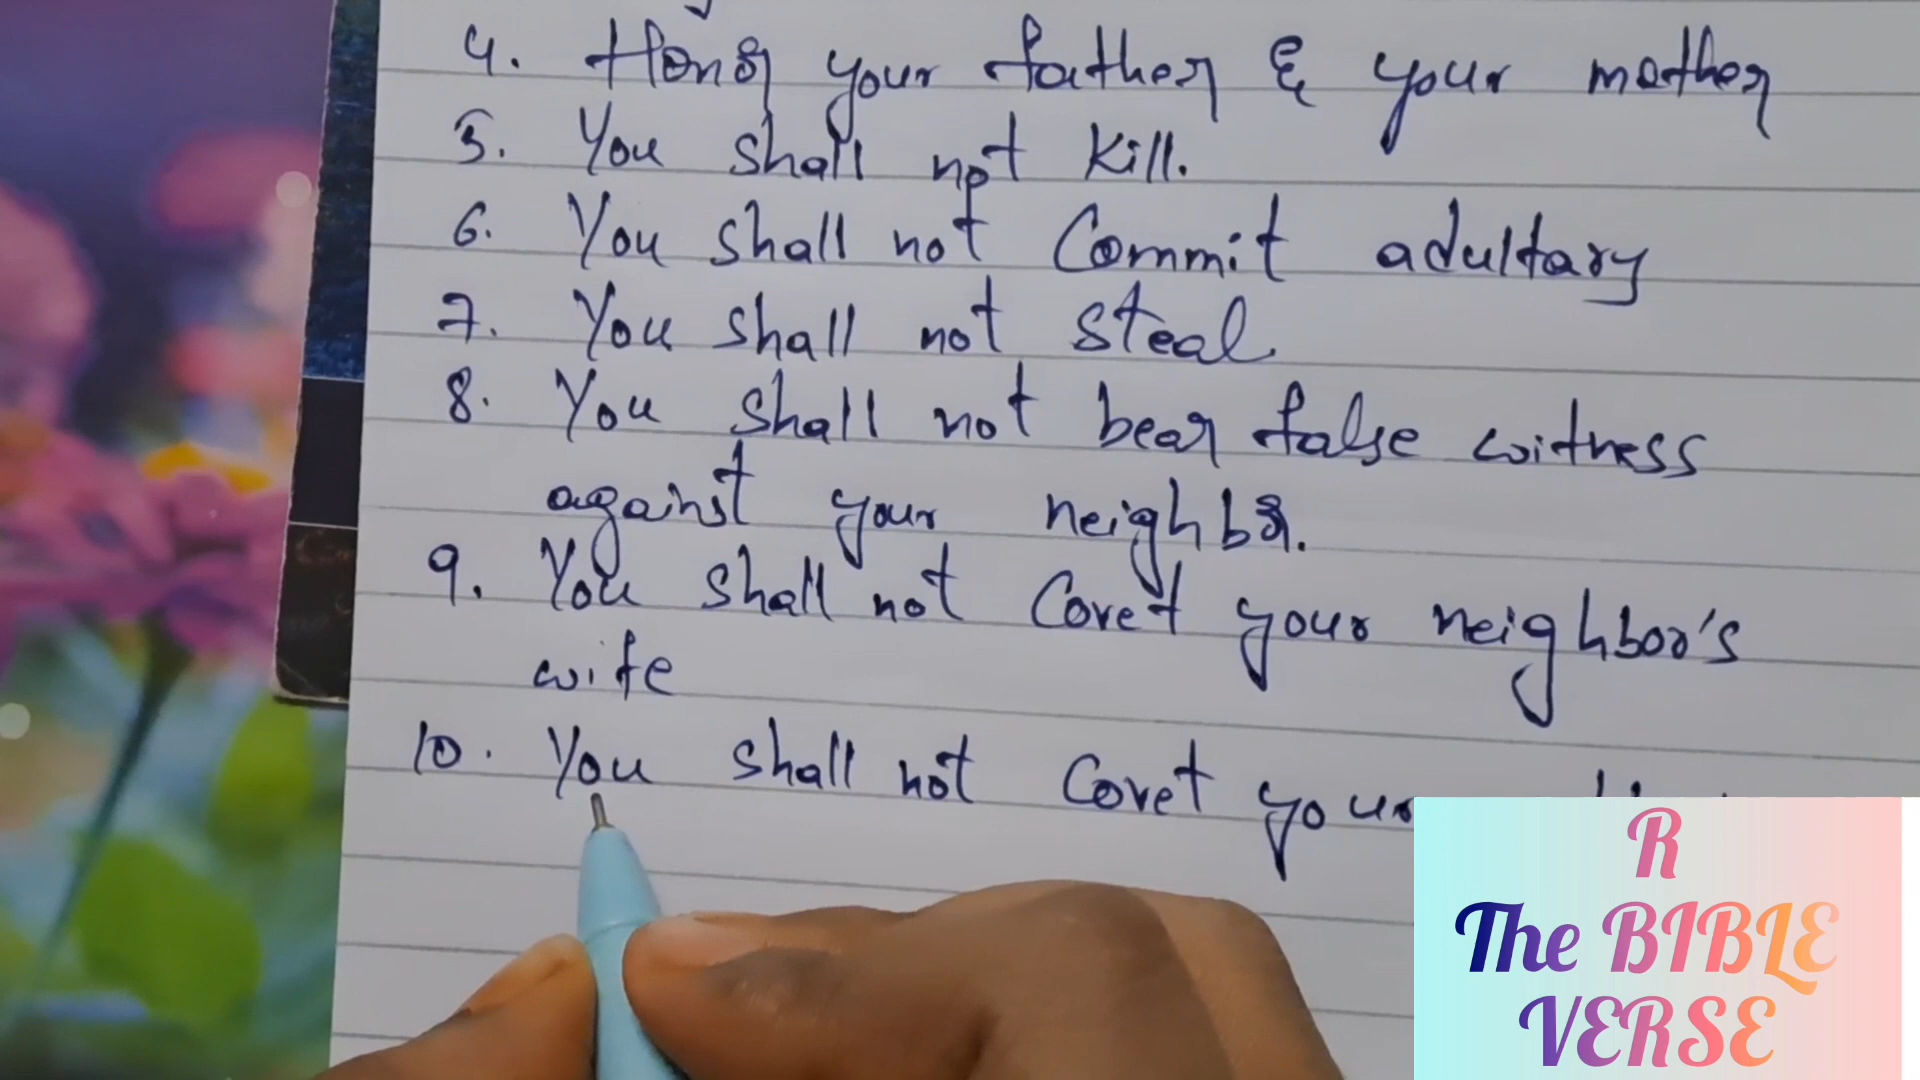 4. Honor your father & your mother
5. You shall not kill.
6. You shall not Commit adultary
7. You shall not steal
8. You shall not bear false witness
against your neighbor.
9. You shall not Covet your neighbor's
wife
10. You shall not Covet your
R
The BIBLE
VERSE